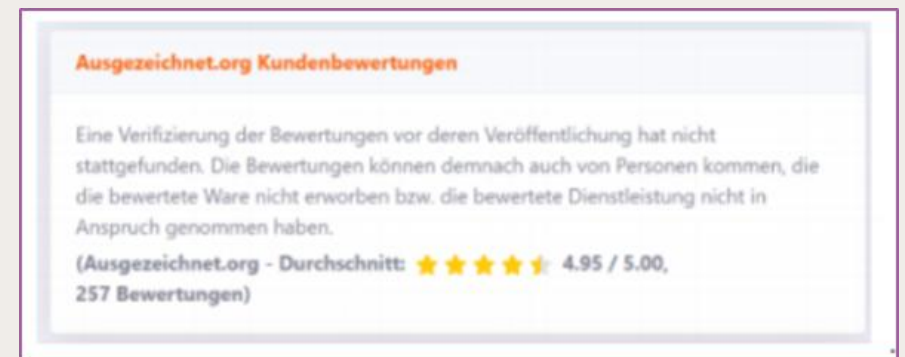 Ausgezeichnet.org Kundenbewertungen
Eine Verifizierung der Bewertungen vor deren Veröffentlichung hat nicht
stattgefunden. Die Bewertungen können demnach auch von Personen kommen, die
die bewertete Ware nicht erworben bzw. die bewertete Dienstleistung nicht in
Anspruch genommen haben.
(Ausgezeichnet.org - Durchschnitt: 4.95 / 5.00,
257 Bewertungen)